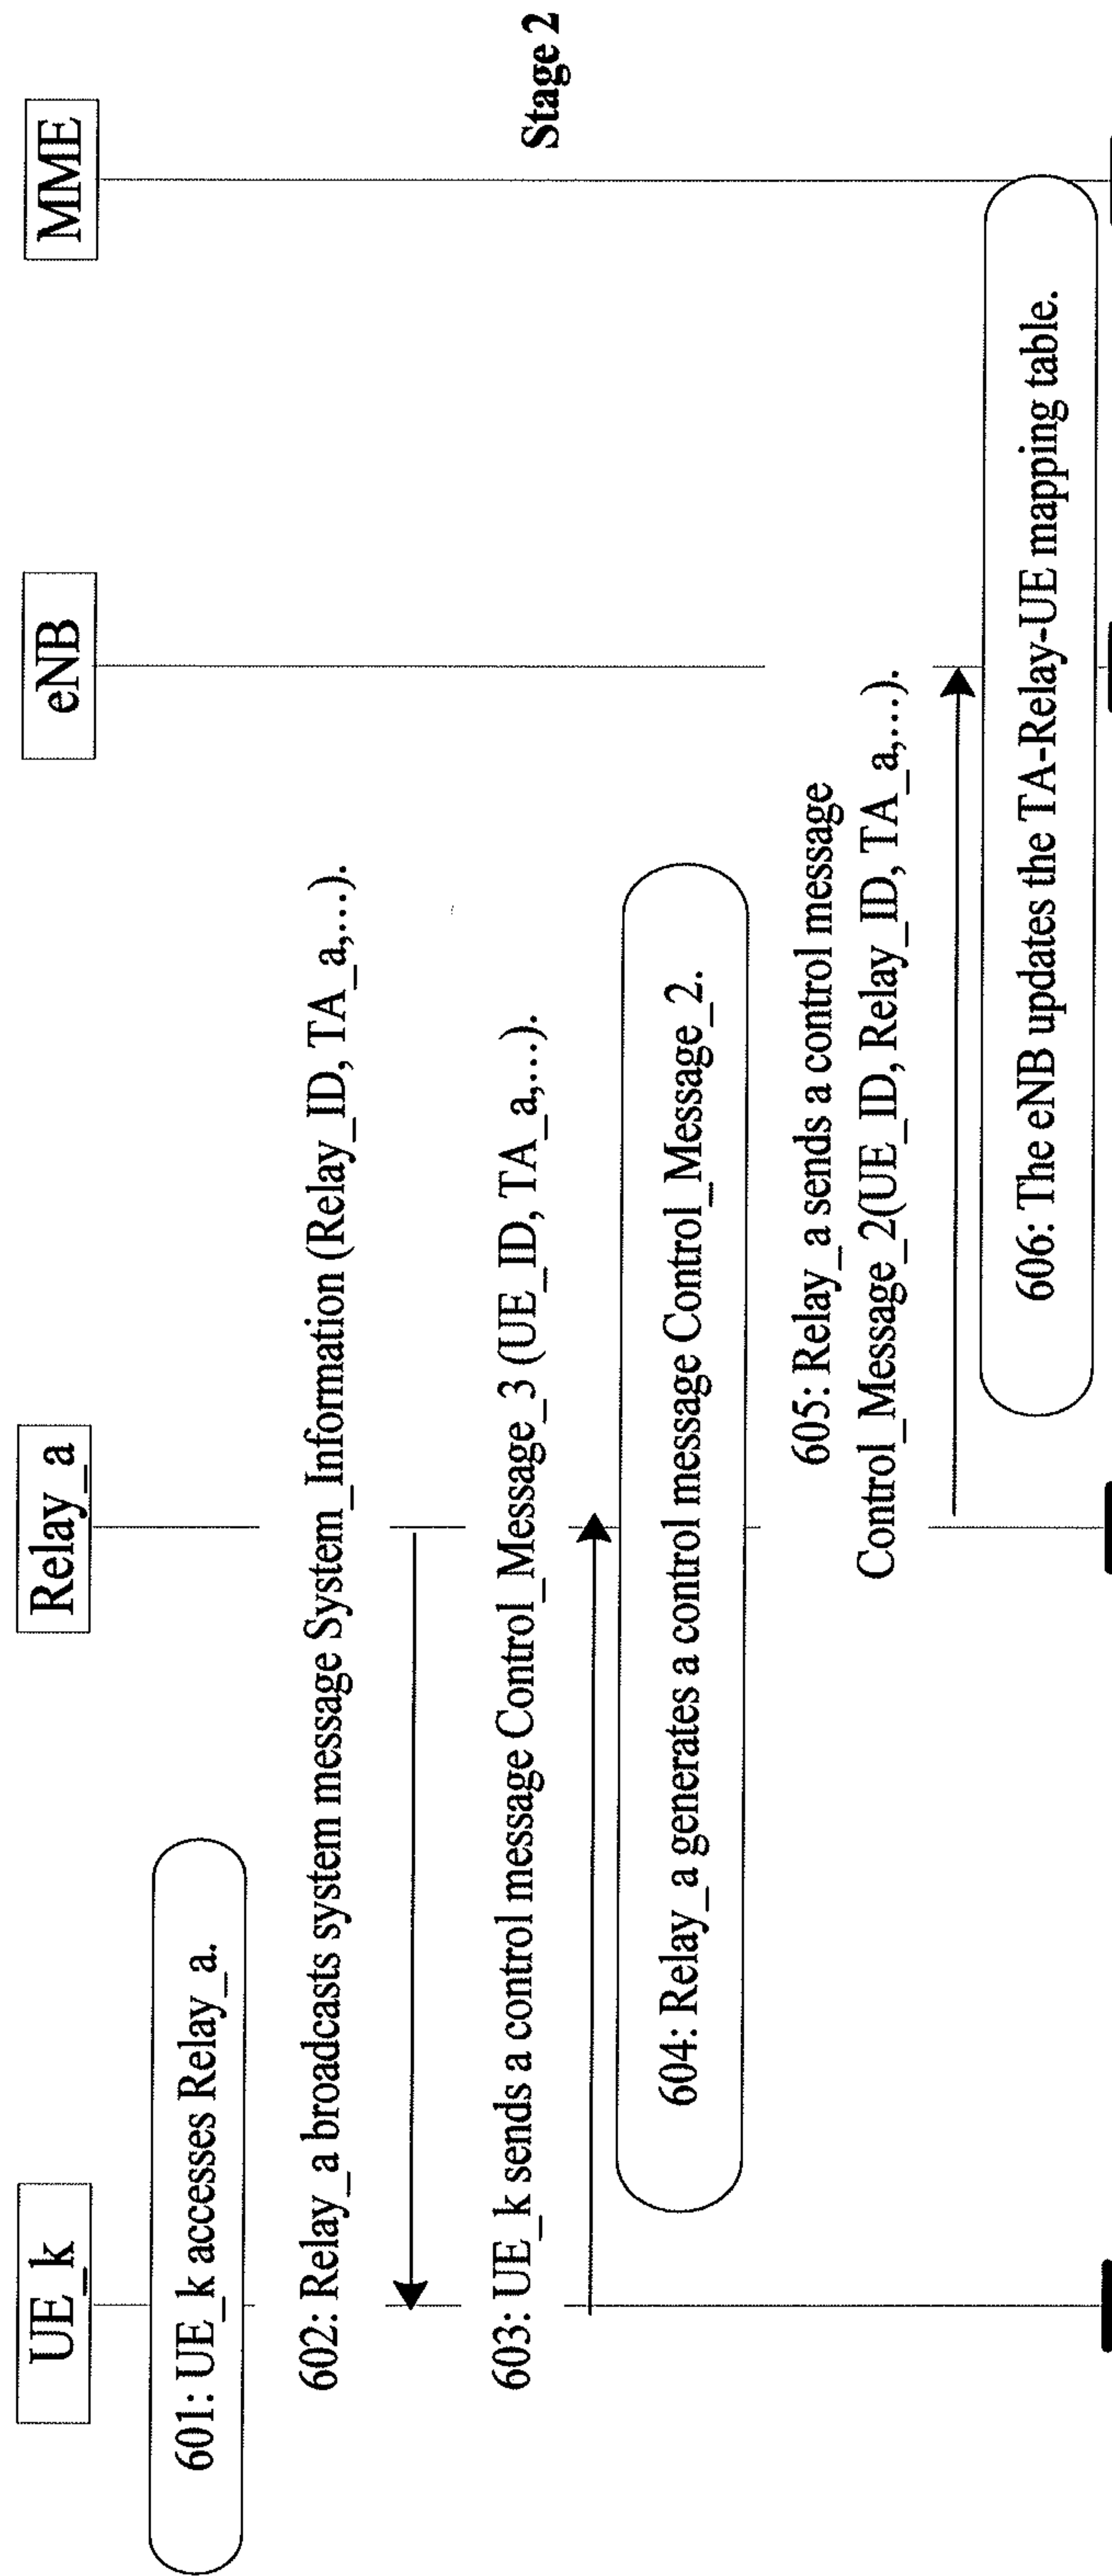 UE_k
Relay_a
eNB
MME
601: UE_k accesses Relay_a.
602: Relay_a broadcasts system message System_Information (Relay_ID, TA_a,...).
603: UE_k sends a control message Control_Message_3 (UE_ID, TA_a,...).
Stage 2
604: Relay_a generates a control message Control_Message_2.
605: Relay_a sends a control message
Control_Message_2(UE_ID, Relay_ID, TA_a,...).
606: The eNB updates the TA-Relay-UE mapping table.